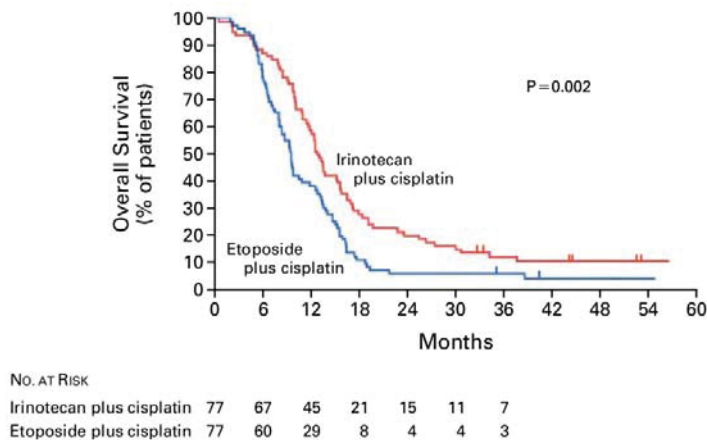 100
90
80
70
60
50
40
30
20
10
0
Overall Survival
(% of patients)
P=0.002
Irinotecan
plus cisplatin
Etoposide
plus cisplatin
0 6 12 18 24 30 36 42 48 54 60
Months
No. at Risk
Irinotecan plus cisplatin 77 67 45 21 15 11 7
Etoposide plus cisplatin 77 60 29 8 4 4 3